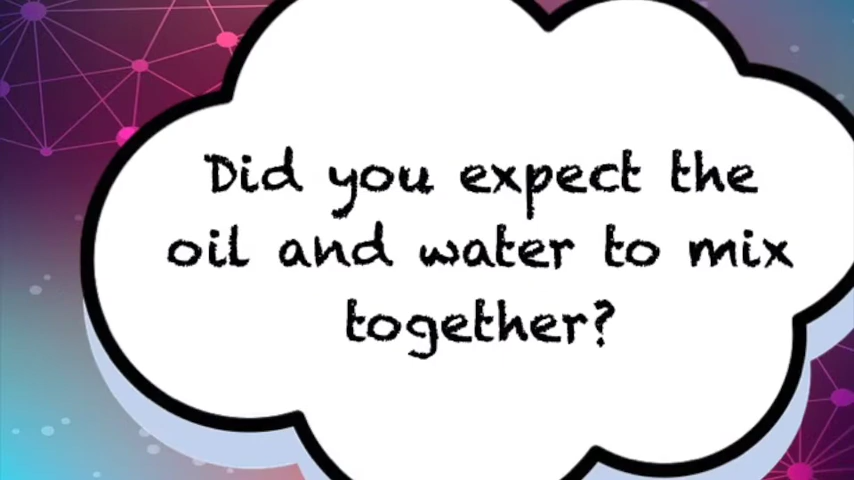 Did you expect the
oil and water to mix
together?